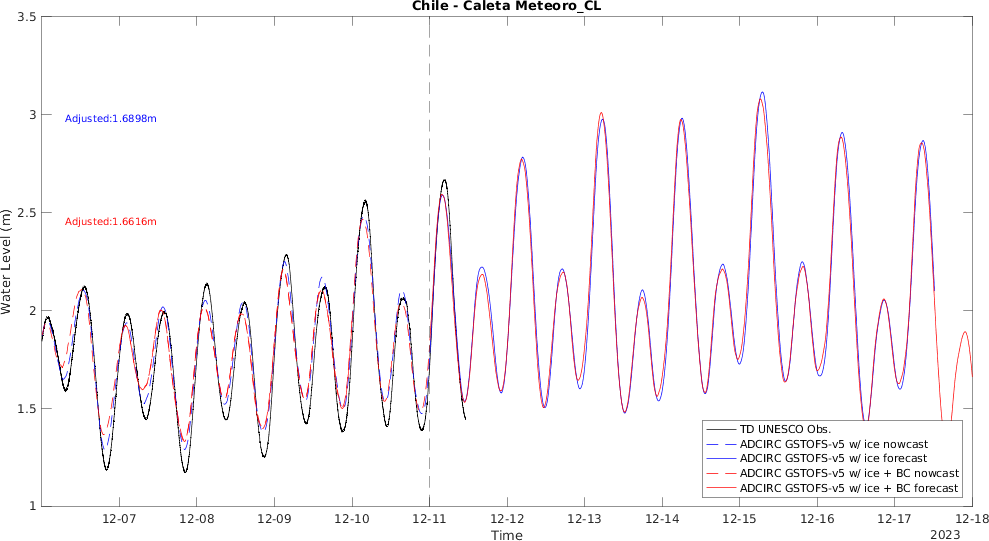 Chile - Caleta Meteoro_CL
3.5
3
2.5
2
1.5
1
Water Level (m)
Adjusted:1.6898m
Adjusted:1.6616m
TD UNESCO Obs.
ADCIRC GSTOFS-v5 w/ ice nowcast
ADCIRC GSTOFS-v5 w/ ice forecast
ADCIRC GSTOFS-v5 w/ ice + BC nowcast
ADCIRC GSTOFS-v5 w/ ice + BC forecast
12-07 12-08 12-09 12-10 12-11 12-12 12-13 12-14 12-15 12-16 12-17 12-18
Time
2023